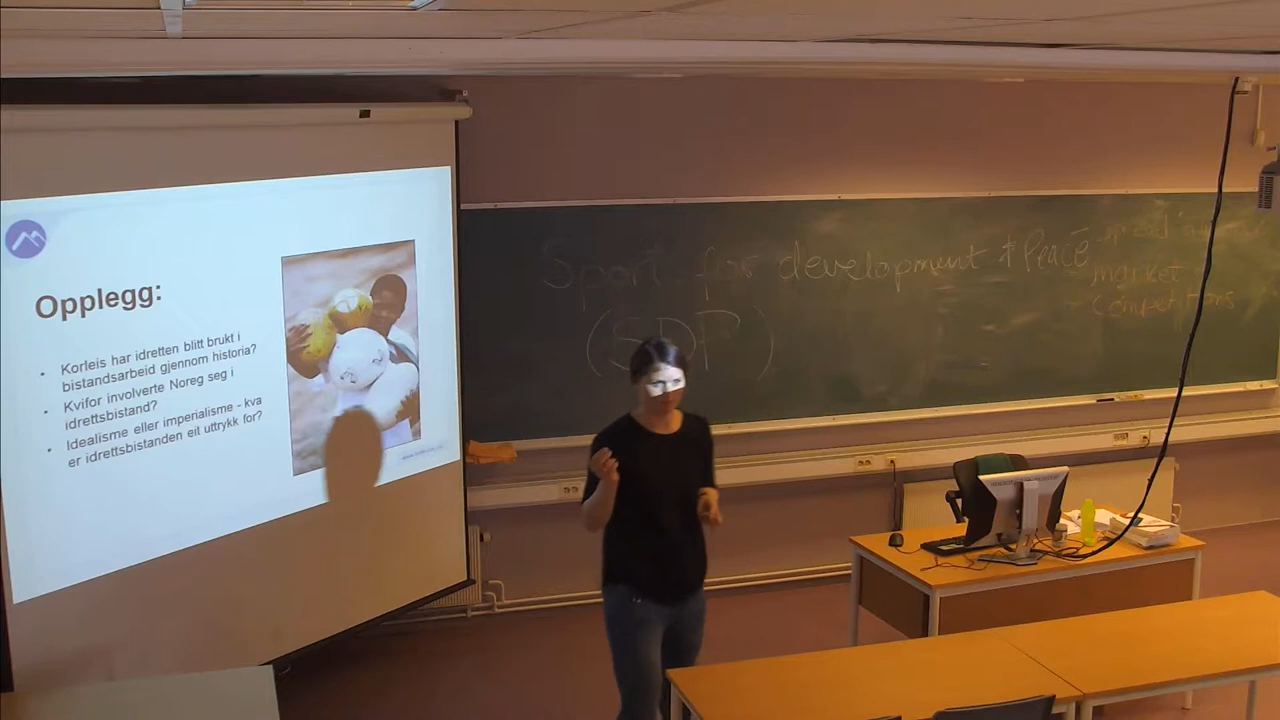 Opplegg:
• Korleis har idretten blitt brukt i
bistandsarbeid gjennom historia?
• Kvifor involverte Noreg seg i
idrettsbistand?
• Idealisme eller imperialisme - kva
er idrettsbistanden eit uttrykk for?
Sport for development & Peace
(SDP)
market
competitions